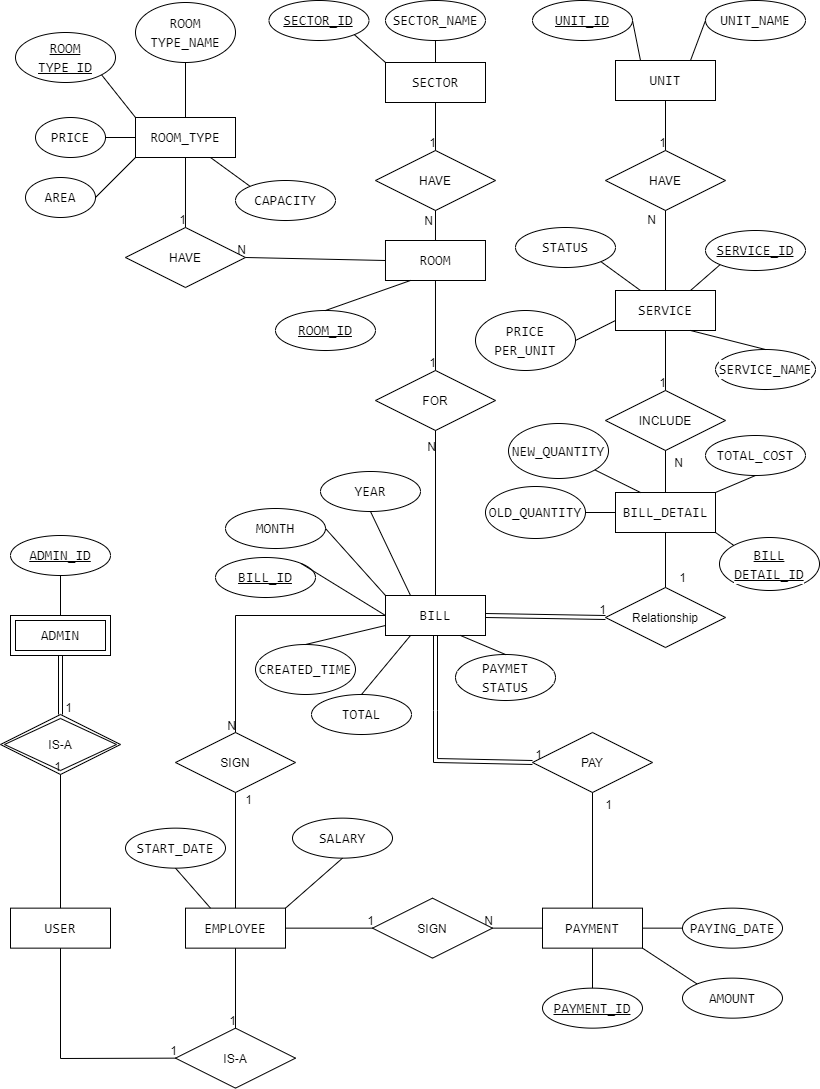 ROOM
TYPE_NAME
SECTOR_ID
SECTOR_NAME
UNIT_ID
UNIT_NAME
ROOM
TYPE_ID
SECTOR
UNIT
PRICE
ROOM_TYPE
1
1
HAVE
HAVE
AREA
CAPACITY
1
N
N
HAVE
N
ROOM
STATUS
SERVICE_ID
SERVICE
ROOM_ID
PRICE
PER_UNIT
SERVICE_NAME
1
1
FOR
INCLUDE
N
N
NEW_QUANTITY
TOTAL_COST
YEAR
OLD_QUANTITY
BILL_DETAIL
MONTH
ADMIN_ID
BILL
DETAIL_ID
BILL_ID
1
BILL
1
Relationship
ADMIN
CREATED_TIME
PAYMET
STATUS
1
TOTAL
N
IS-A
1
SIGN
1
PAY
1
1
START_DATE
SALARY
USER
EMPLOYEE
1
SIGN
N
PAYMENT
PAYING_DATE
PAYMENT_ID
AMOUNT
1
1
IS-A